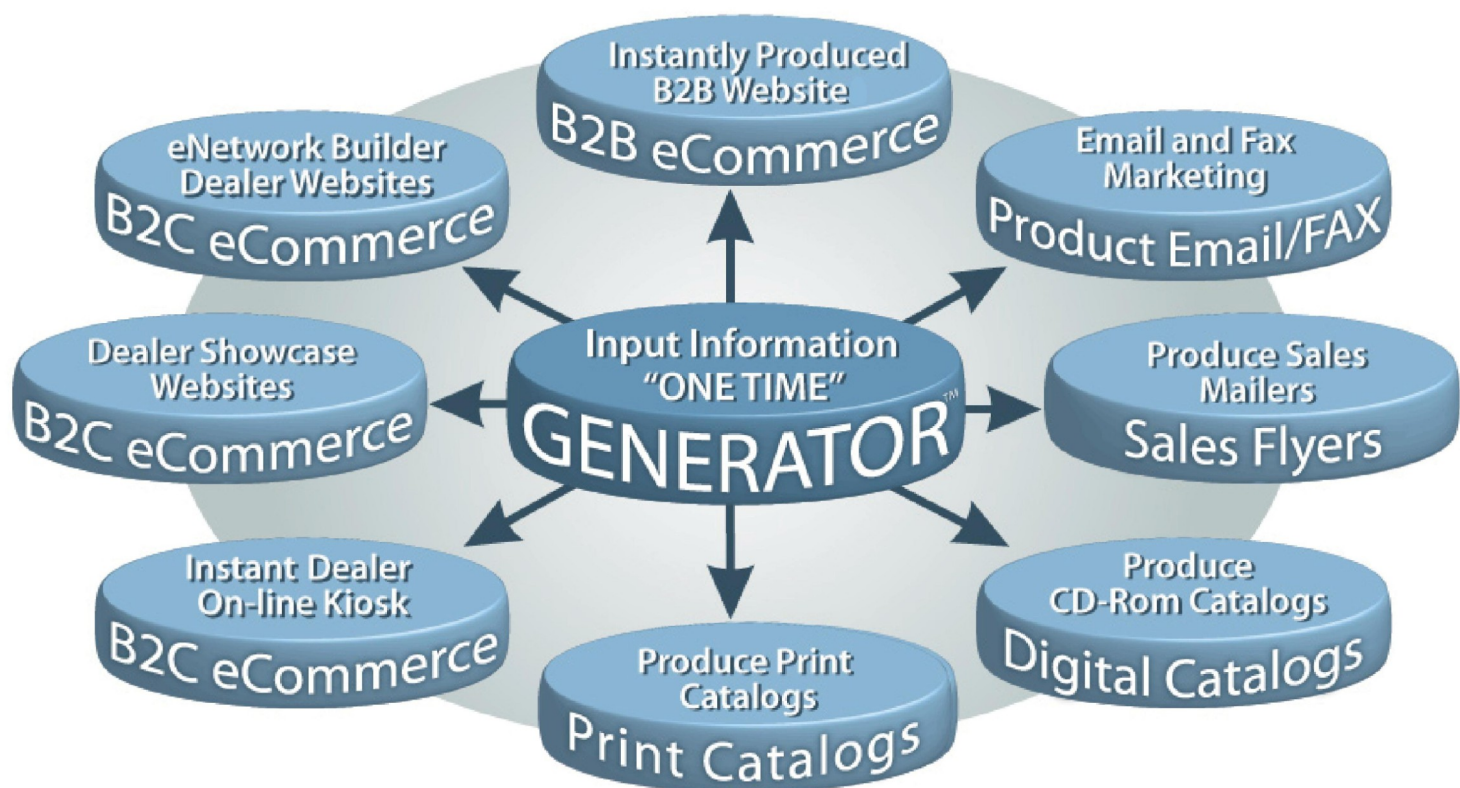 Instantly Produced
B2B Website
B2B eCommerce
eNetwork Builder
Dealer Websites
B2C eCommerce
Email and Fax
Marketing
Product Email/FAX
Dealer Showcase
Websites
B2C eCommerce
Input Information
“ONE TIME”
GENERATOR™
Produce Sales
Mailers
Sales Flyers
Instant Dealer
On-line Kiosk
B2C eCommerce
Produce Print
Catalogs
Print Catalogs
Produce
CD-Rom Catalogs
Digital Catalogs